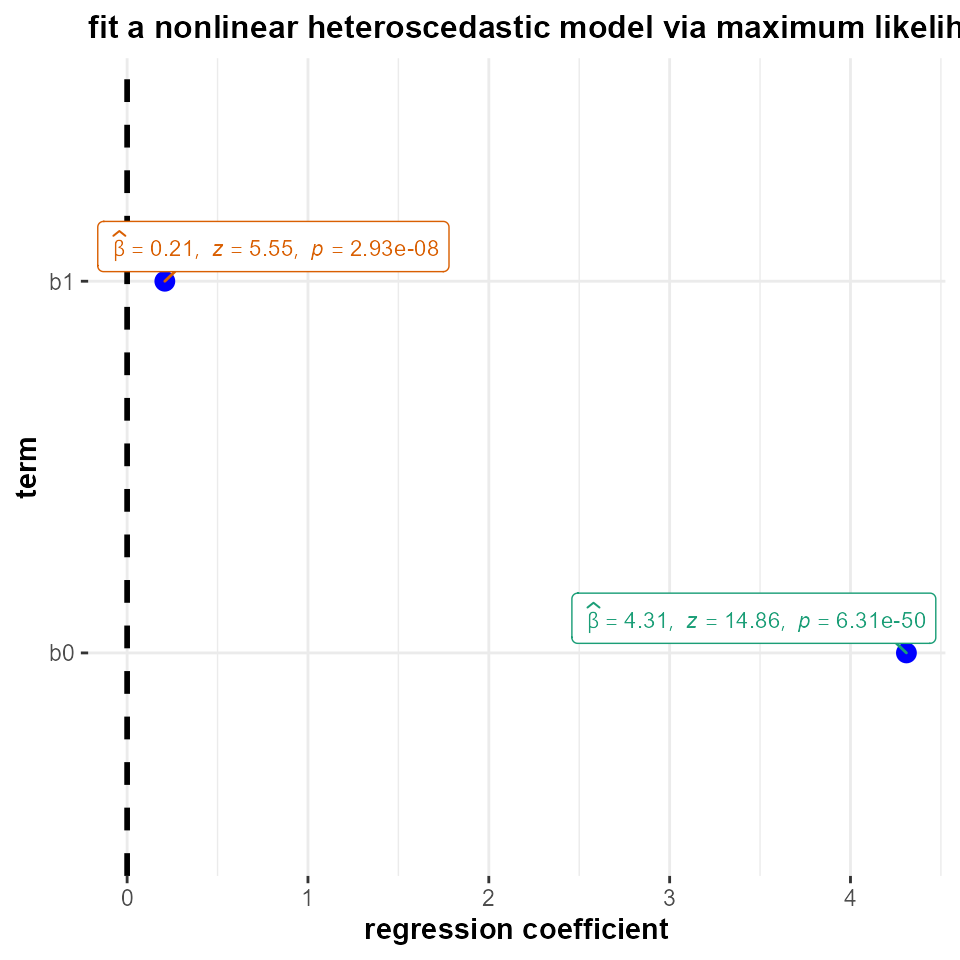 fit a nonlinear heteroscedastic model via maximum likelih
β̂ = 0.21, z = 5.55, p = 2.93e-08
b1
term
β̂ = 4.31, z = 14.86, p = 6.31e-50
b0
0 1 2 3 4
regression coefficient